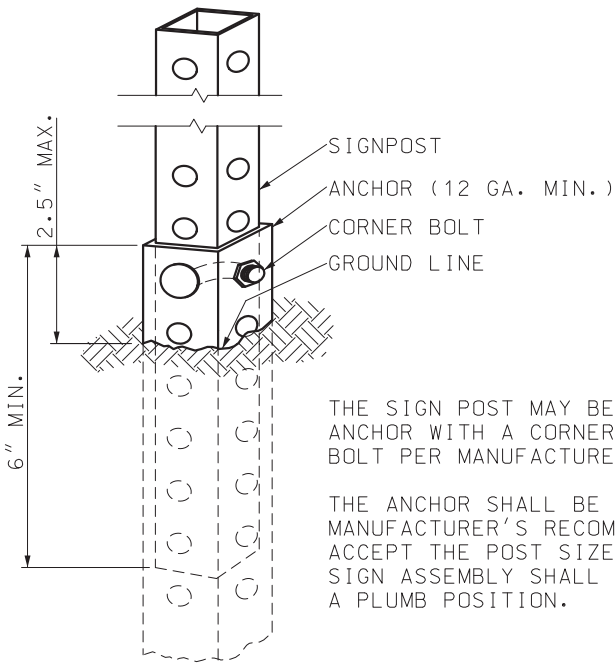 SIGNPOST
ANCHOR (12 GA. MIN.)
CORNER BOLT
GROUND LINE
2.5" MAX.
6" MIN.
THE SIGN POST MAY BE
ANCHOR WITH A CORNER
BOLT PER MANUFACTURE
THE ANCHOR SHALL BE
MANUFACTURER'S RECOM
ACCEPT THE POST SIZE
SIGN ASSEMBLY SHALL
A PLUMB POSITION.